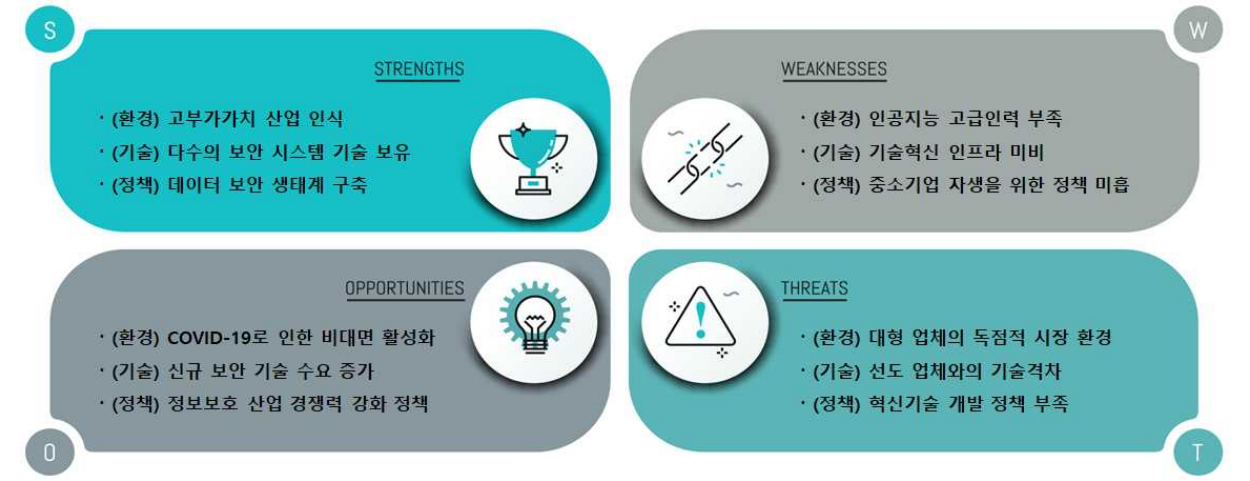 S
STRENGTHS
· (환경) 고부가가치 산업 인식
· (기술) 다수의 보안 시스템 기술 보유
· (정책) 데이터 보안 생태계 구축
W
WEAKNESSES
· (환경) 인공지능 고급인력 부족
· (기술) 기술혁신 인프라 미비
· (정책) 중소기업 자생을 위한 정책 미흡
OPPORTUNITIES
· (환경) COVID-19로 인한 비대면 활성화
· (기술) 신규 보안 기술 수요 증가
· (정책) 정보보호 산업 경쟁력 강화 정책
O
THREATS
· (환경) 대형 업체의 독점적 시장 환경
· (기술) 선도 업체와의 기술격차
· (정책) 혁신기술 개발 정책 부족
T